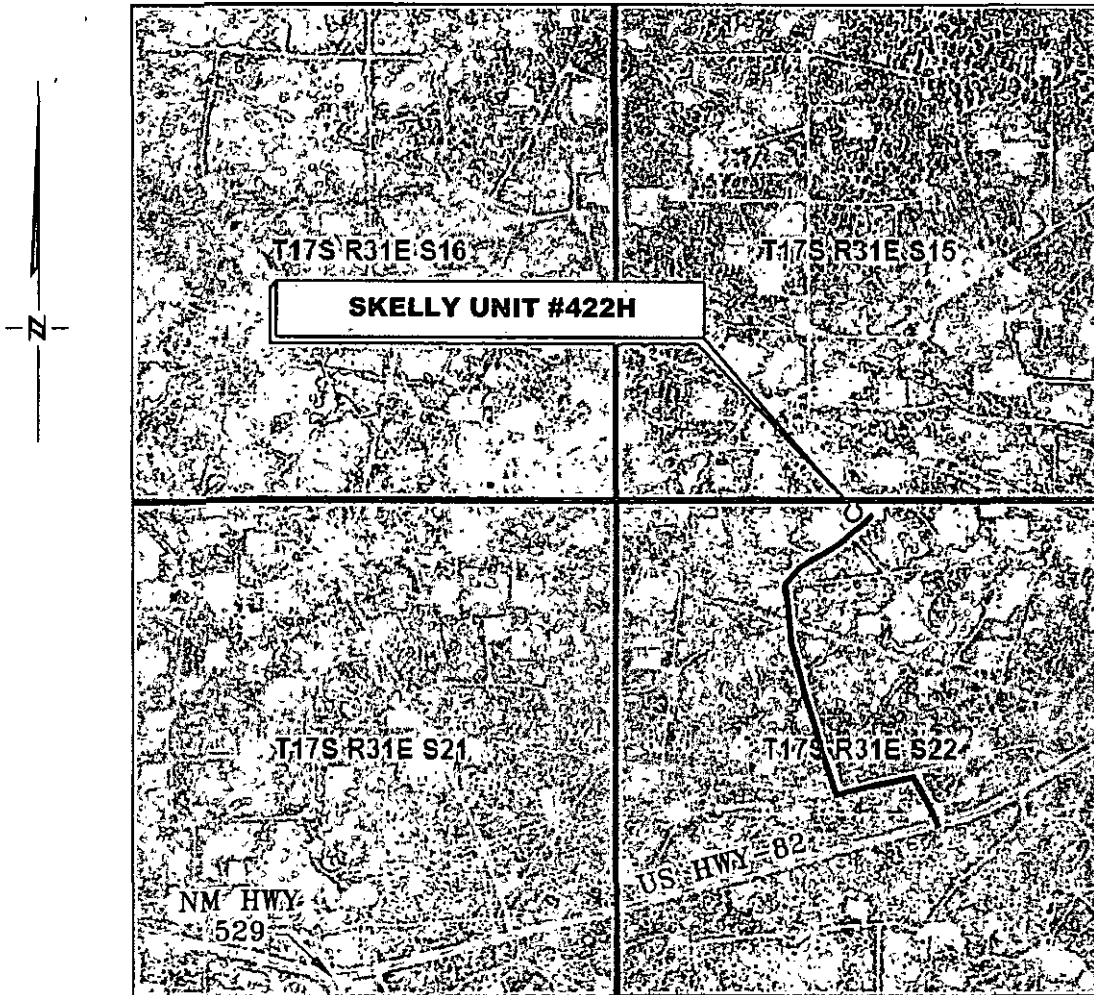 T17S R31E S16
T17S R31E S15
SKELLY UNIT #422H
N
T17S R31E S21
T17S R31E S22
US HWY 82
NM HWY
529